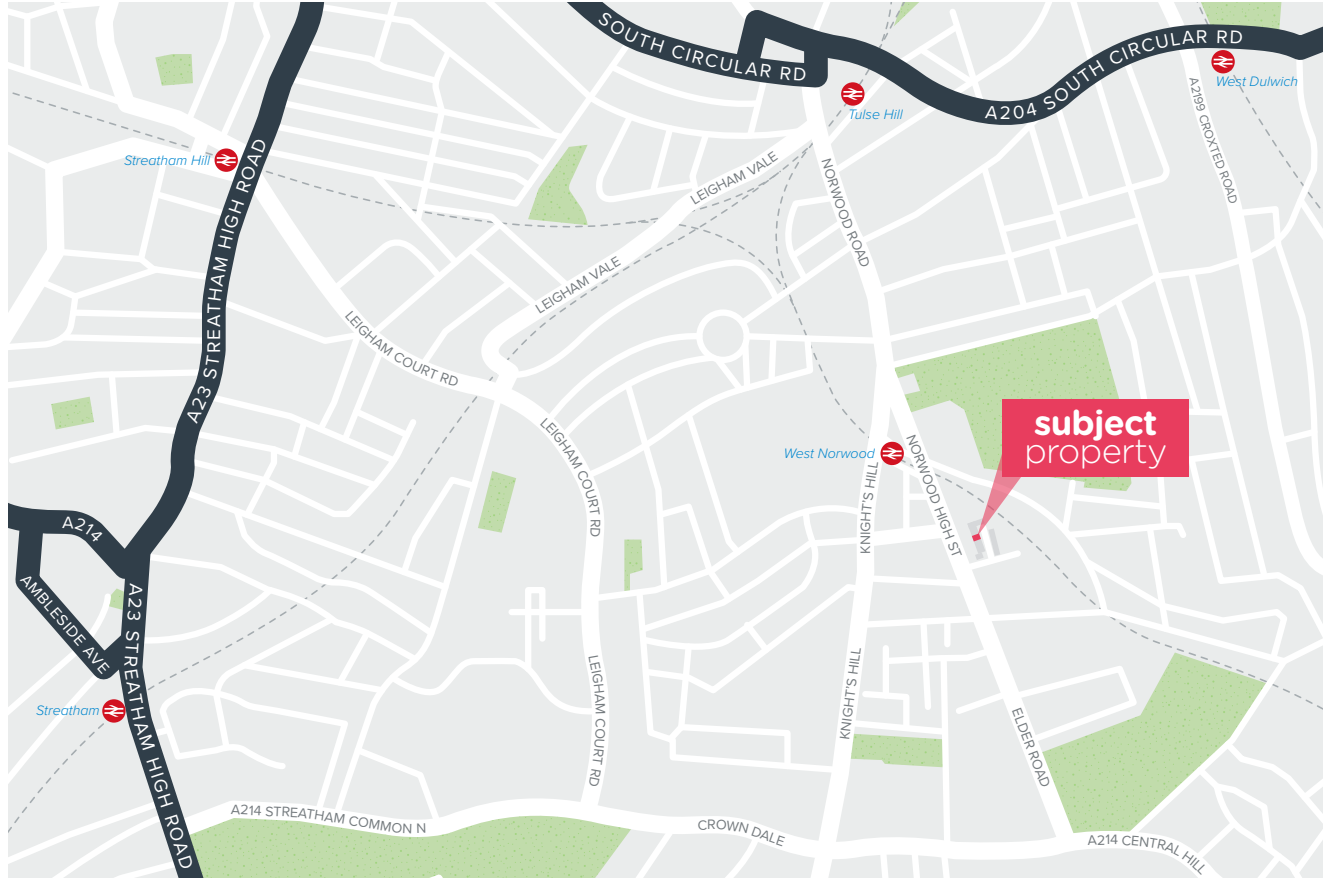 SOUTH CIRCULAR RD
A204 SOUTH CIRCULAR RD
West Dulwich
Tulse Hill
A2199 CROXTED ROAD
Streatham Hill
A23 STREATHAM HIGH ROAD
LEIGHAM VALE
NORWOOD ROAD
LEIGHAM VALE
LEIGHAM COURT RD
subject
property
LEIGHAM COURT RD
West Norwood
NORWOOD HIGH ST
KNIGHT'S HILL
A214
AMBLESIDE AVE
A23 STREATHAM HIGH ROAD
Streatham
LEIGHAM COURT RD
KNIGHT'S HILL
ELDER ROAD
A214 STREATHAM COMMON N
CROWN DALE
A214 CENTRAL HILL